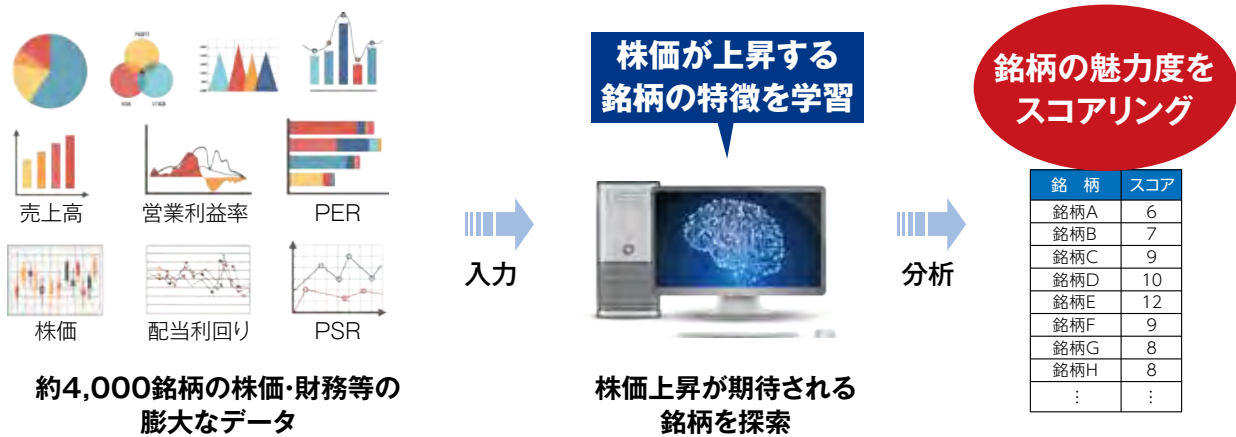 売上高
営業利益率
PER
株価
配当利回り
PSR
約4,000銘柄の株価・財務等の
膨大なデータ
入力
株価が上昇する
銘柄の特徴を学習
株価上昇が期待される
銘柄を探索
分析
銘柄の魅力度を
スコアリング
銘 柄 スコア
銘柄A 6
銘柄B 7
銘柄C 9
銘柄D 10
銘柄E 12
銘柄F 9
銘柄G 8
銘柄H 8
⋮ ⋮